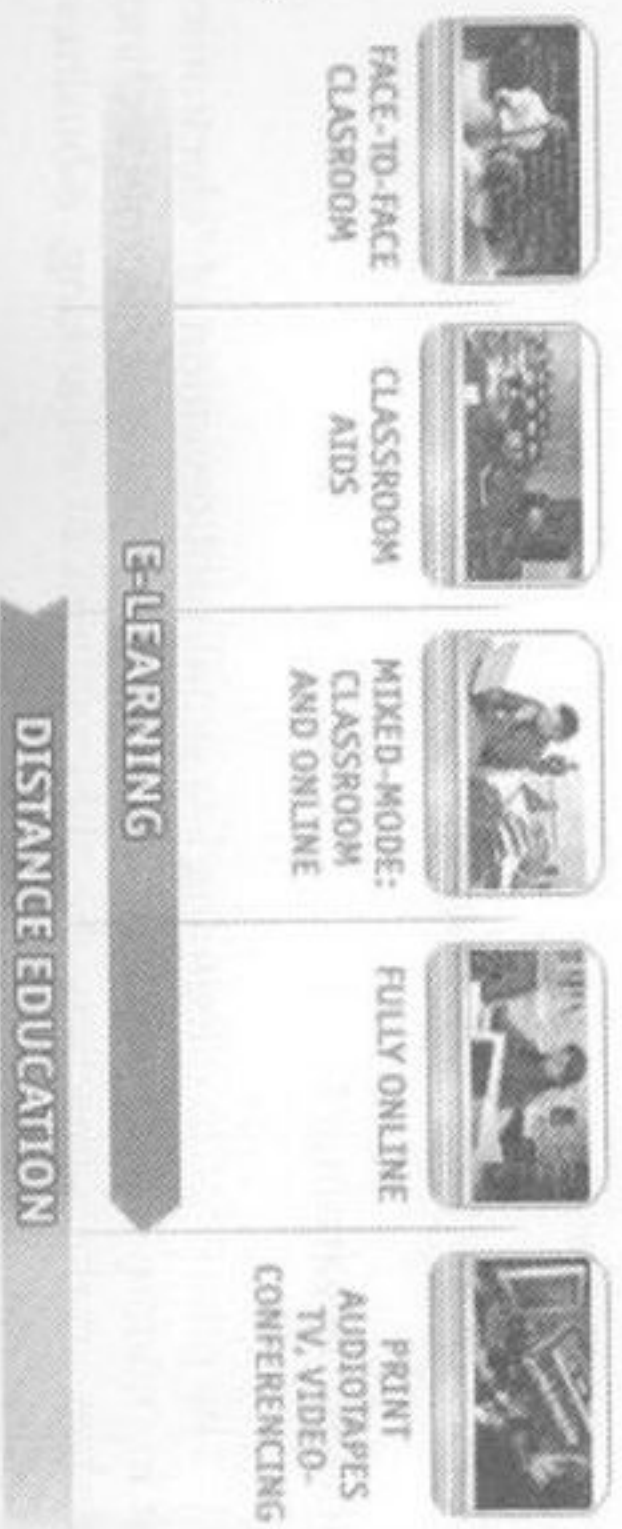 FACE-TO-FACE
CLASROOM
CLASSROOM
AIDS
MIXED-MODE:
CLASSROOM
AND ONLINE
FULLY ONLINE
PRINT
AUDIOTAPES
TV, VIDEO-
CONFERENCING
E-LEARNING
DISTANCE EDUCATION